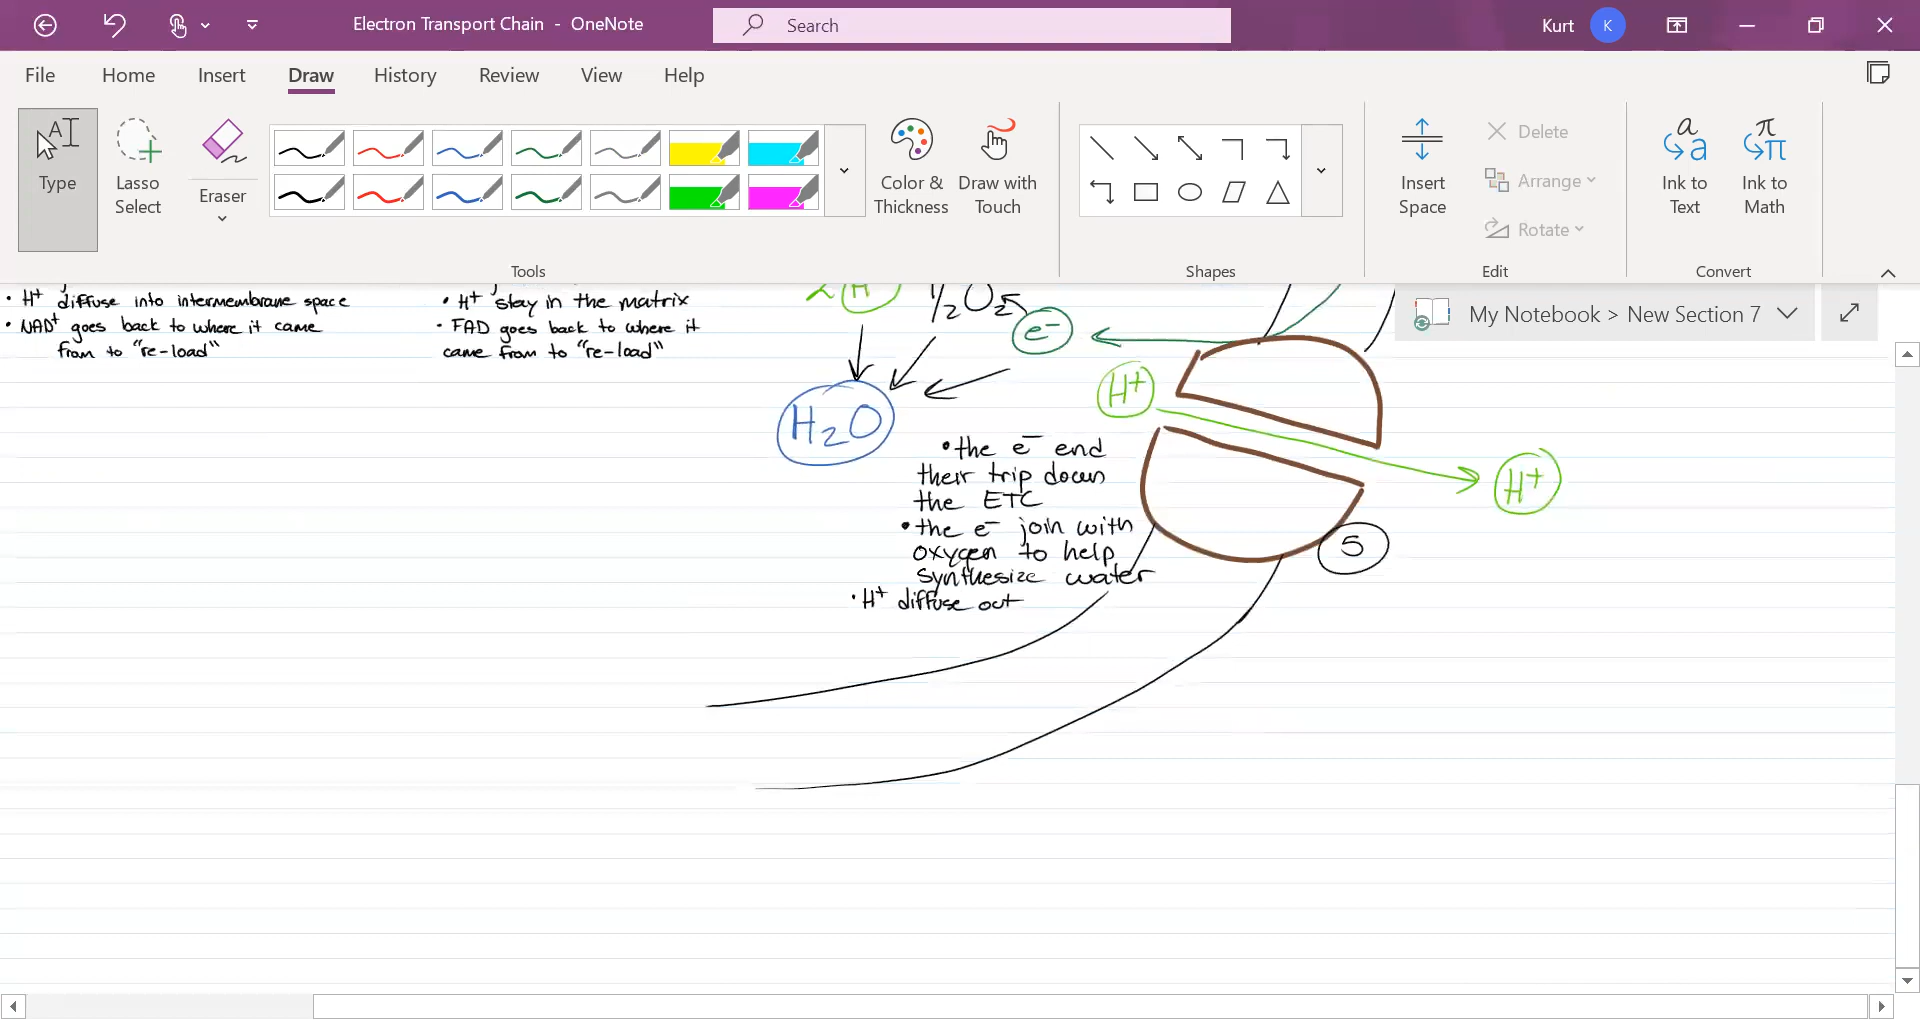 Electron Transport Chain - OneNote
Search
Kurt
K
File
Home
Insert
Draw
History
Review
View
Help
Type
Lasso Select
Eraser
Color & Thickness
Draw with Touch
Tools
Shapes
Insert Space
Delete
Arrange
Rotate
Edit
a
a
Ink to Text
π
π
Ink to Math
Convert
My Notebook > New Section 7
• H⁺ diffuse into intermembrane space
• NAD⁺ goes back to where it came
from to "re-load"
• H⁺ stay in the matrix
• FAD goes back to where it
came from to "re-load"
2 H
½O₂
e⁻
H₂O
H⁺
H⁺
• the e⁻ end
their trip down
the ETC
• the e⁻ join with
oxygen to help
synthesize water
• H⁺ diffuse out
5